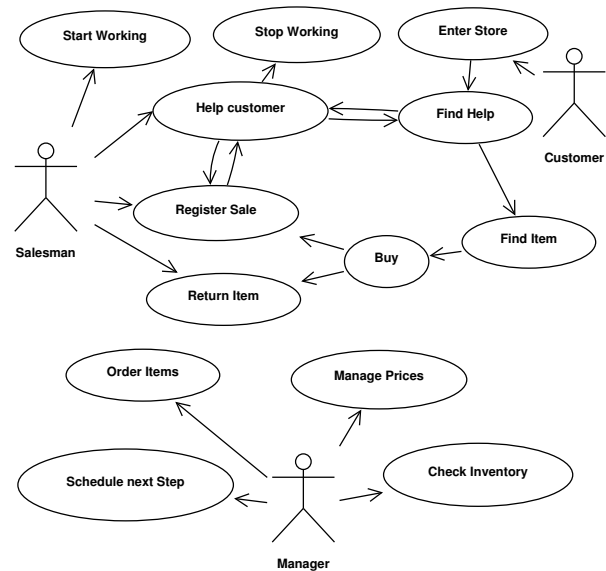 Start Working
Stop Working
Enter Store
Help customer
Find Help
Customer
Register Sale
Find Item
Salesman
Buy
Return Item
Order Items
Manage Prices
Schedule next Step
Check Inventory
Manager